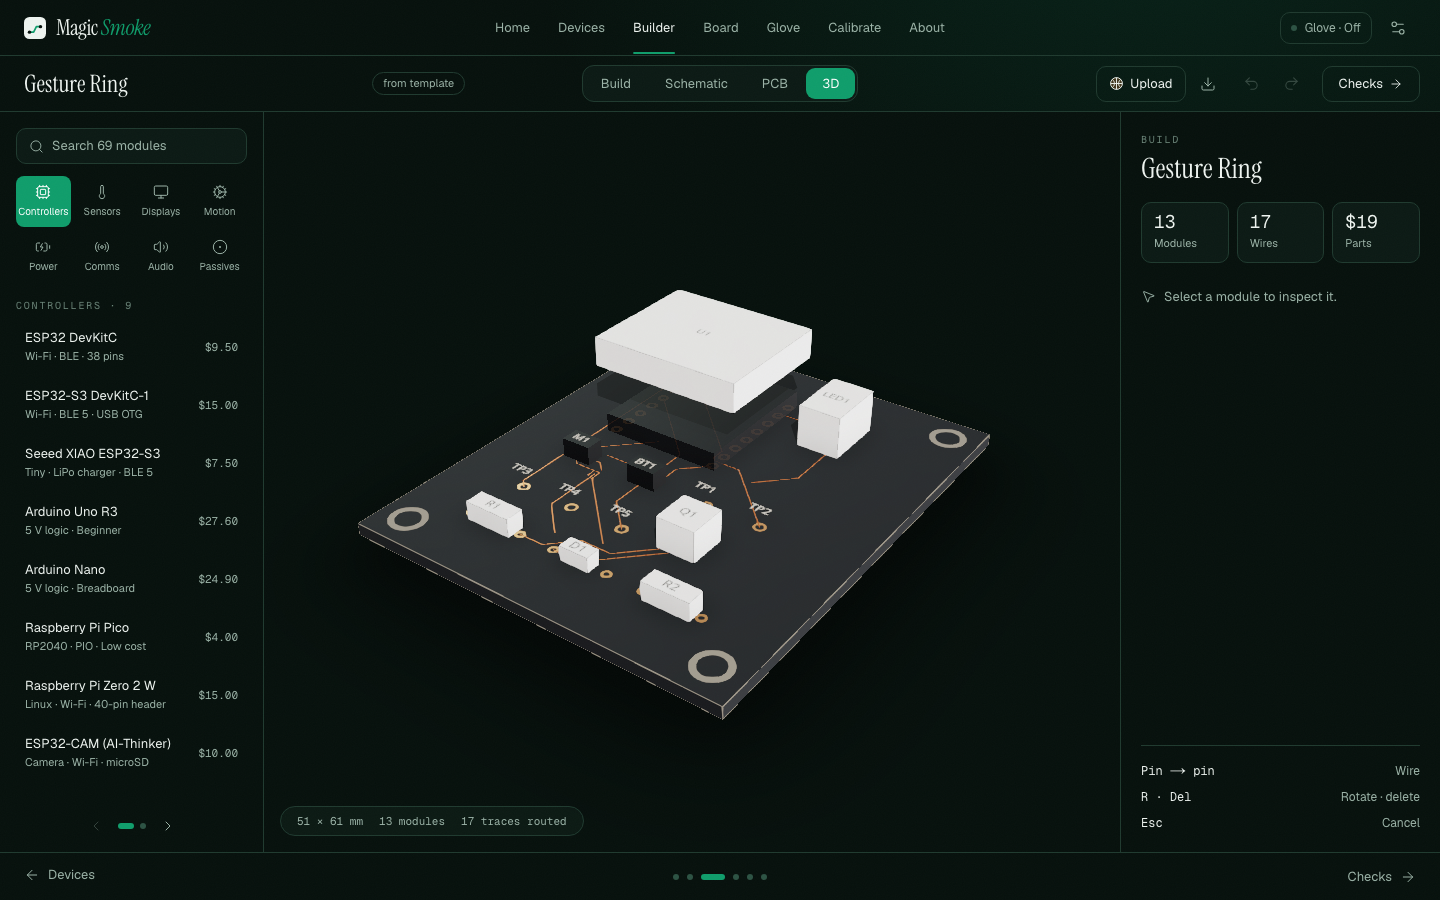 Magic Smoke
Home
Devices
Builder
Board
Glove
Calibrate
About
Glove · Off
Gesture Ring
from template
Build
Schematic
PCB
3D
Upload
Checks
Search 69 modules
Controllers
Sensors
Displays
Motion
Power
Comms
Audio
Passives
CONTROLLERS · 9
ESP32 DevKitC
Wi-Fi · BLE · 38 pins
$9.50
ESP32-S3 DevKitC-1
Wi-Fi · BLE 5 · USB OTG
$15.00
Seeed XIAO ESP32-S3
Tiny · LiPo charger · BLE 5
$7.50
Arduino Uno R3
5 V logic · Beginner
$27.60
Arduino Nano
5 V logic · Breadboard
$24.90
Raspberry Pi Pico
RP2040 · PIO · Low cost
$4.00
Raspberry Pi Zero 2 W
Linux · Wi-Fi · 40-pin header
$15.00
ESP32-CAM (AI-Thinker)
Camera · Wi-Fi · microSD
$10.00
U1
LED1
M1
BT1
TP3
TP4
TP1
TP5
TP2
R1
Q1
D1
R2
51 × 61 mm
13 modules
17 traces routed
BUILD
Gesture Ring
13
Modules
17
Wires
$19
Parts
Select a module to inspect it.
Pin → pin
Wire
R · Del
Rotate · delete
Esc
Cancel
Devices
Checks